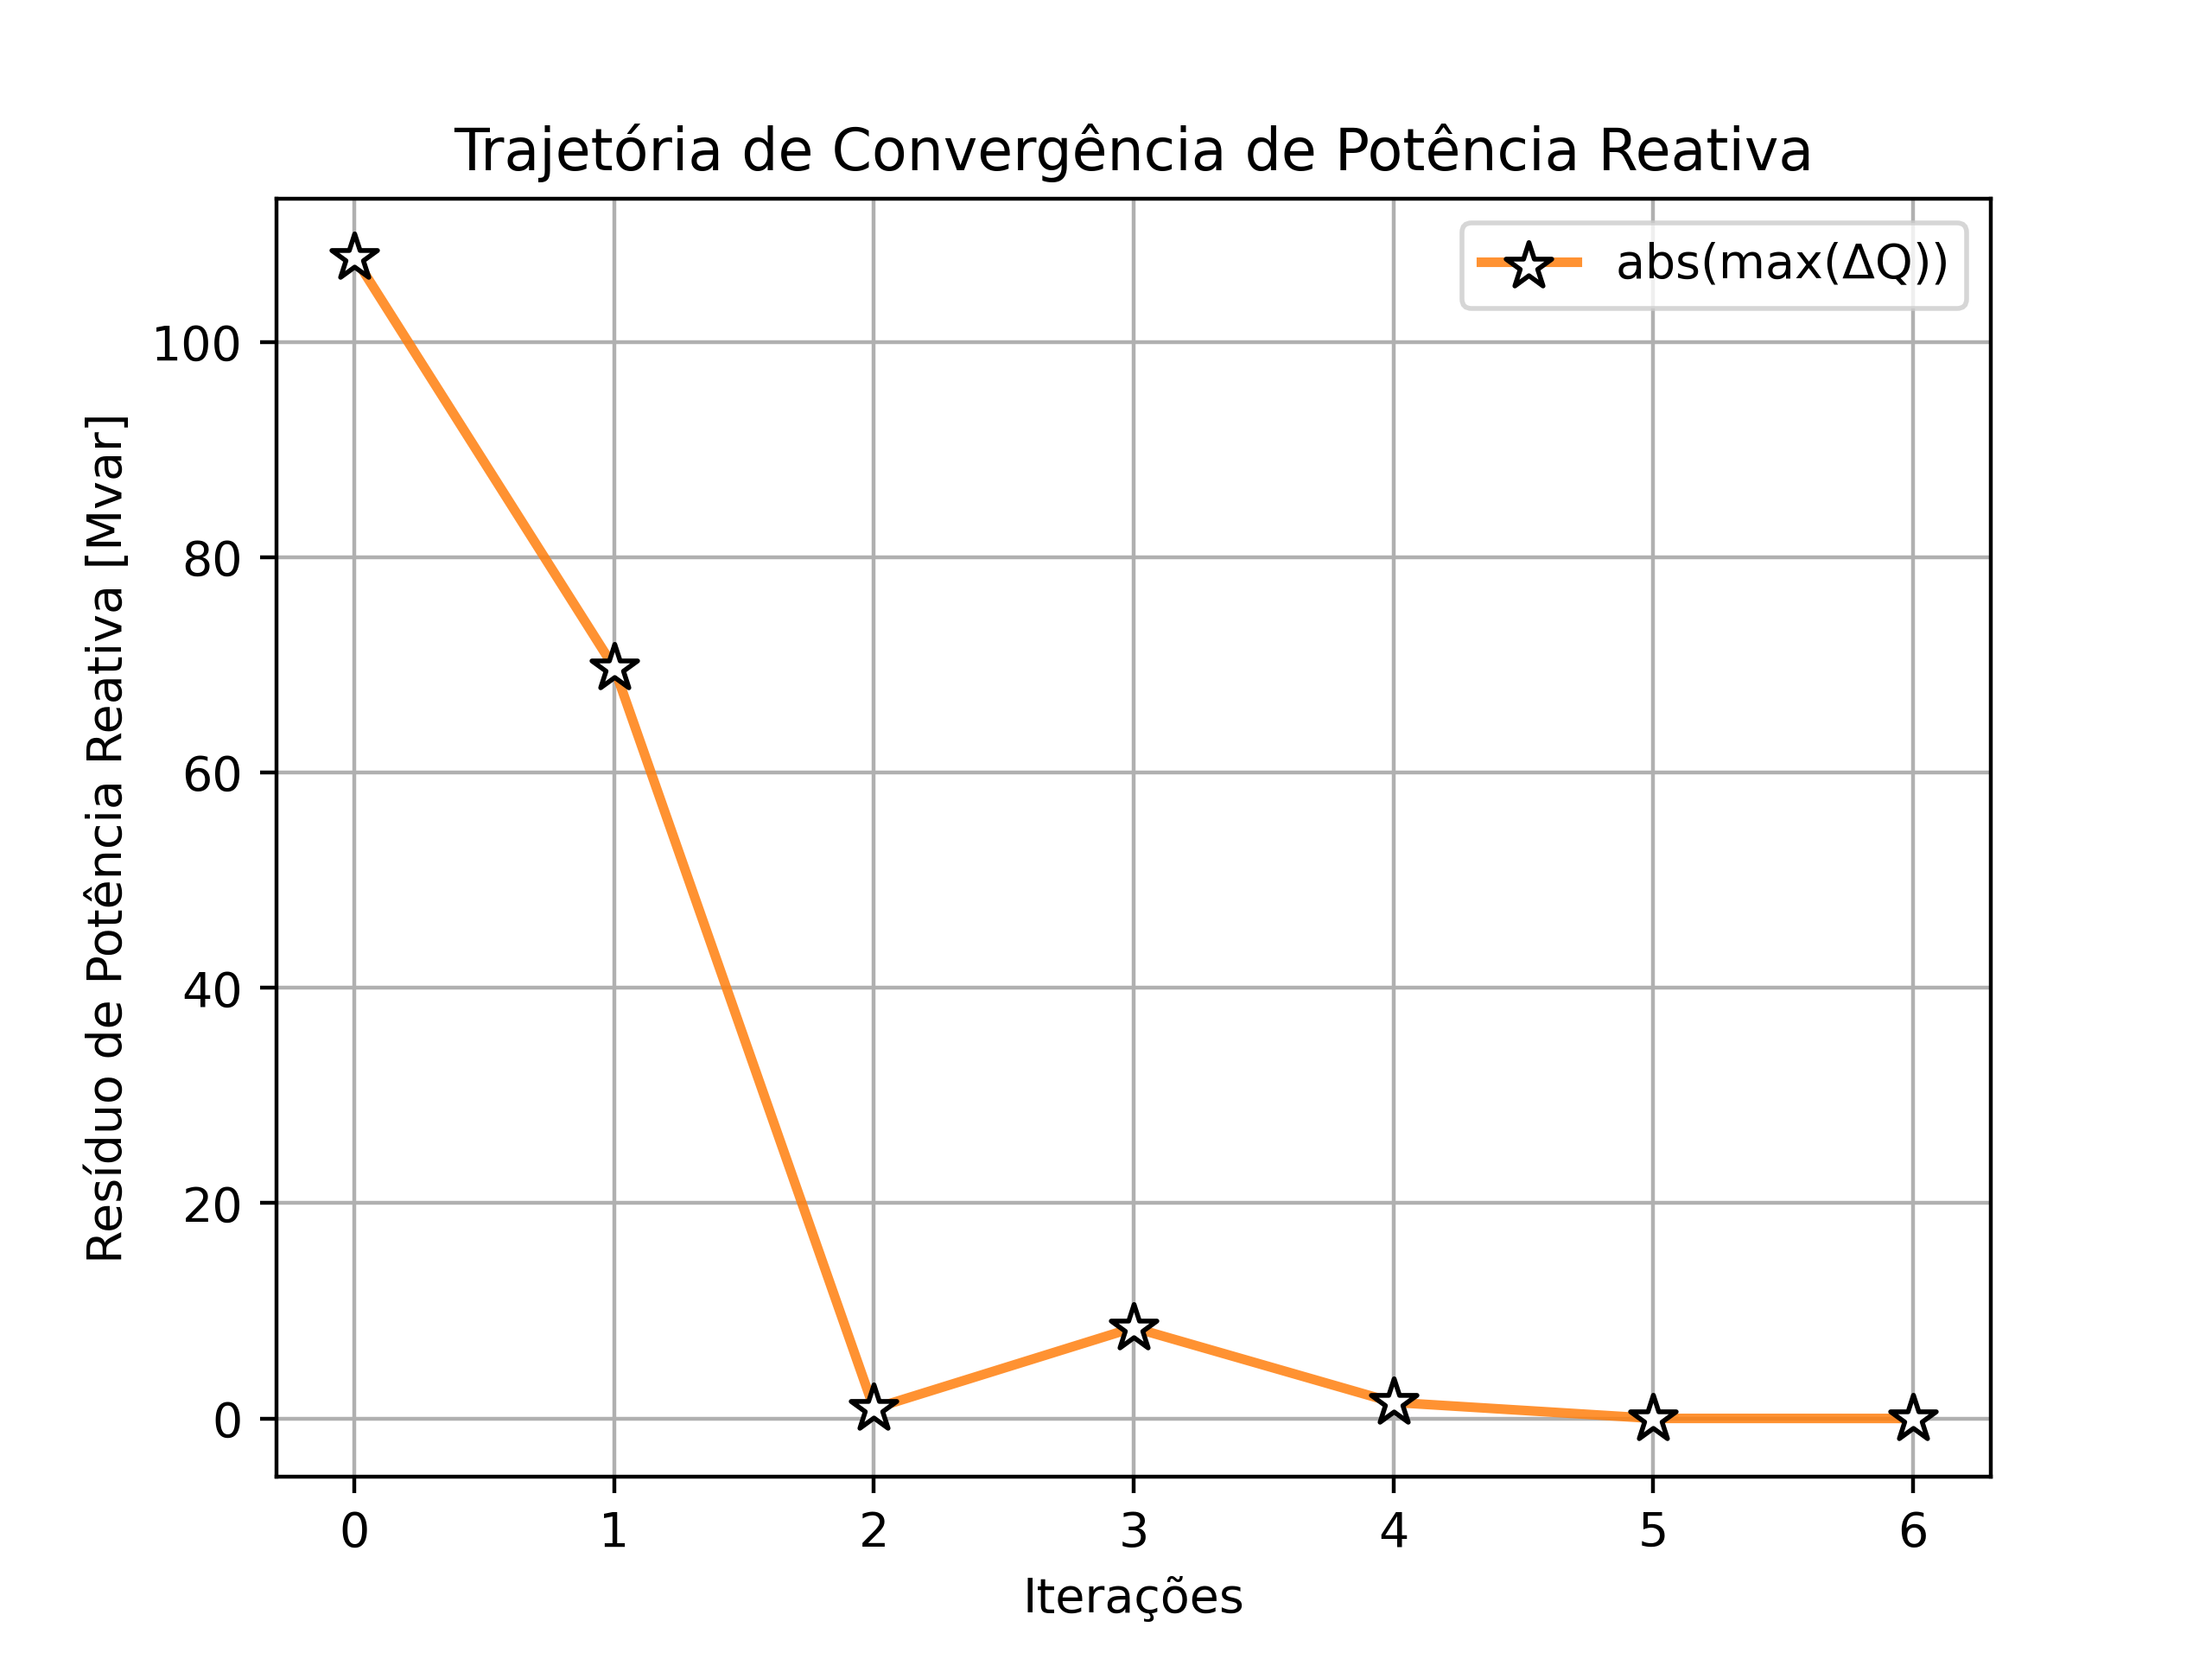 Trajetória de Convergência de Potência Reativa
abs(max(ΔQ))
Resíduo de Potência Reativa [Mvar]
100
80
60
40
20
0
0 1 2 3 4 5 6
Iterações